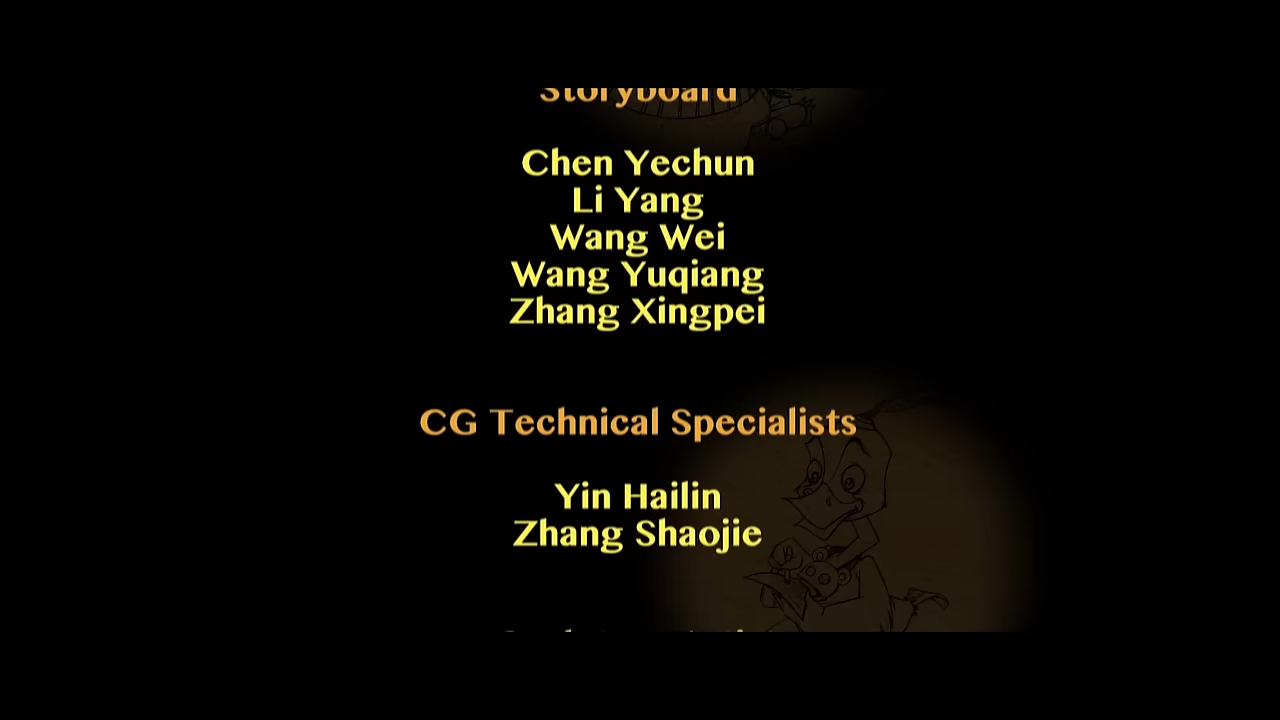 Storyboard
Chen Yechun
Li Yang
Wang Wei
Wang Yuqiang
Zhang Xingpei
CG Technical Specialists
Yin Hailin
Zhang Shaojie